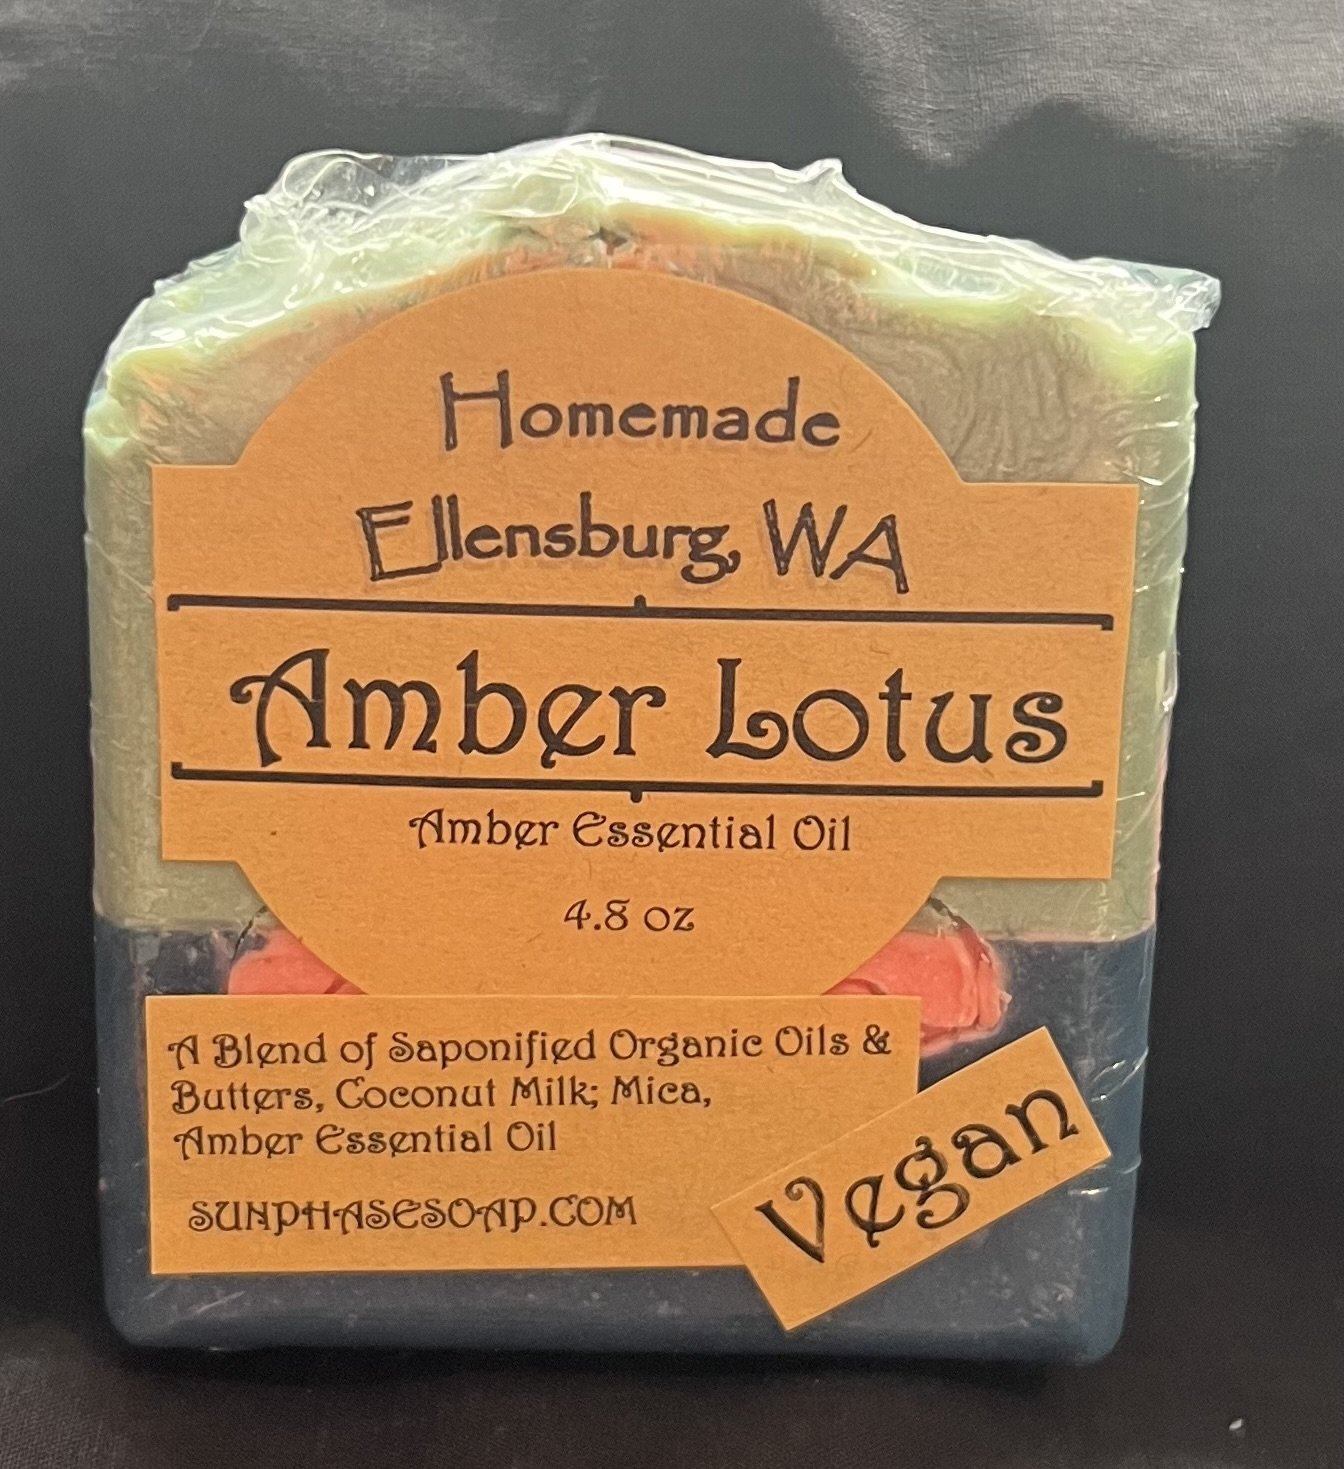 Homemade
Ellensburg, WA
Amber Lotus
Amber Essential Oil
4.8 oz
A Blend of Saponified Organic Oils &
Butters, Coconut Milk; Mica,
Amber Essential Oil
SUNPHASESOAP.COM
Vegan